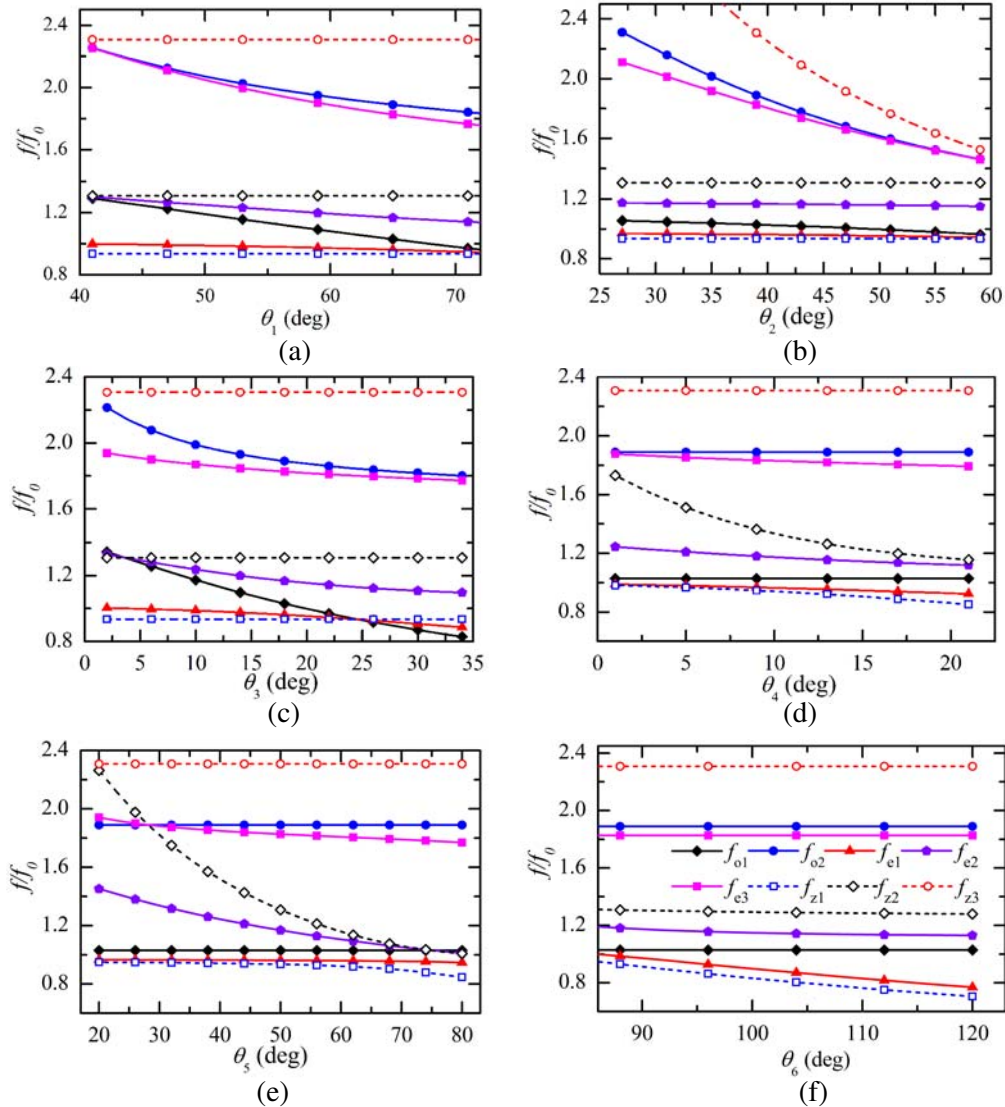 2.4
2.0
1.6
1.2
0.8
f/f0
40 50 60 70
θ1 (deg)
(a)
2.4
2.0
1.6
1.2
0.8
f/f0
25 30 35 40 45 50 55 60
θ2 (deg)
(b)
2.4
2.0
1.6
1.2
0.8
f/f0
0 5 10 15 20 25 30 35
θ3 (deg)
(c)
2.4
2.0
1.6
1.2
0.8
f/f0
0 5 10 15 20
θ4 (deg)
(d)
2.4
2.0
1.6
1.2
0.8
f/f0
20 30 40 50 60 70 80
θ5 (deg)
(e)
2.4
2.0
1.6
1.2
0.8
f/f0
fo1 fo2 fe1 fe2
fe3 fz1 fz2 fz3
90 100 110 120
θ6 (deg)
(f)